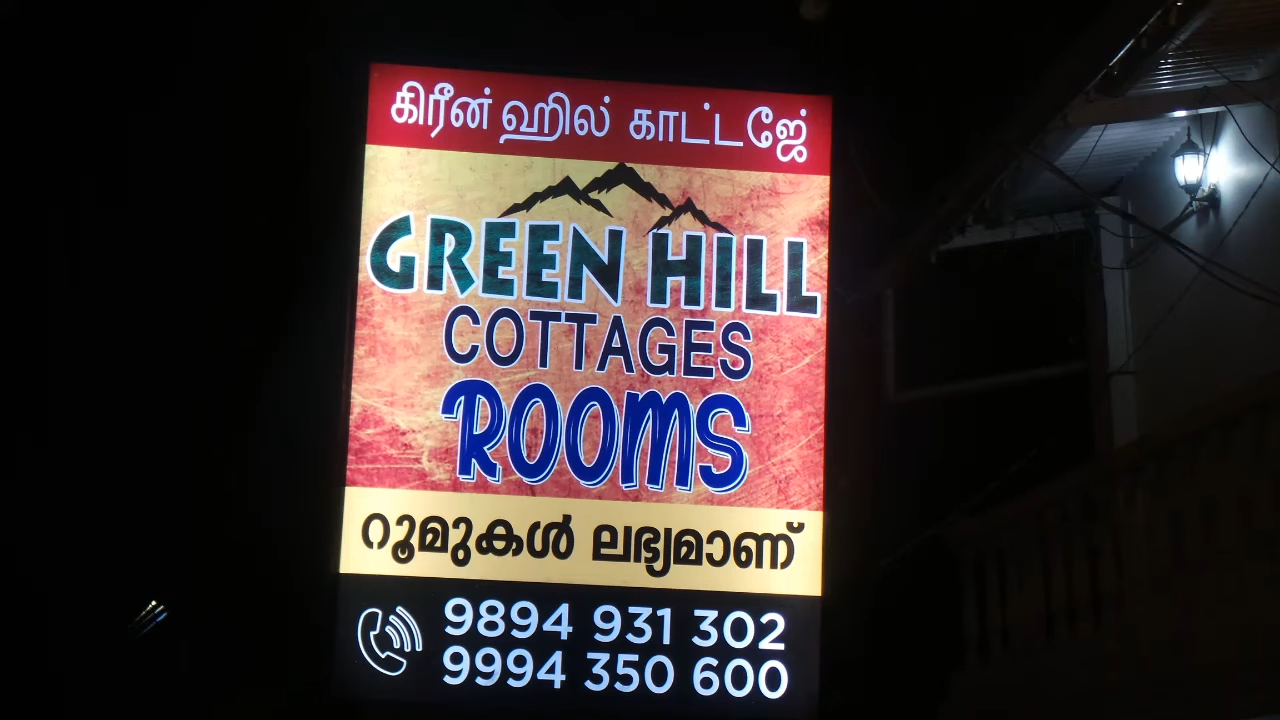 கிரீன் ஹில் காட்டஜே்
GREEN HILL
COTTAGES
ROOMS
റൂമുകൾ ലഭ്യമാണ്
9894 931 302
9994 350 600